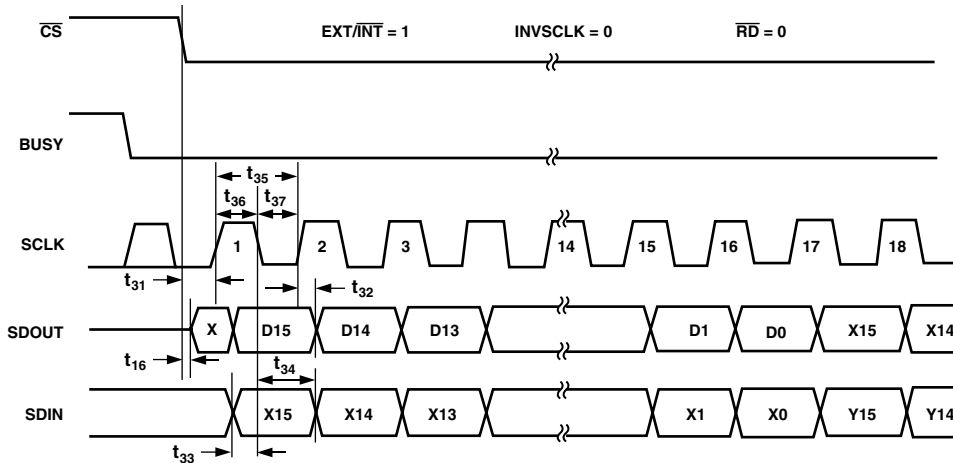 CS EXT/INT = 1 INVSCLK = 0 RD = 0
BUSY
t35
t36 t37
SCLK 1 2 3 14 15 16 17 18
t31 t32
SDOUT X D15 D14 D13 D1 D0 X15 X14
t16 t34
SDIN X15 X14 X13 X1 X0 Y15 Y14
t33